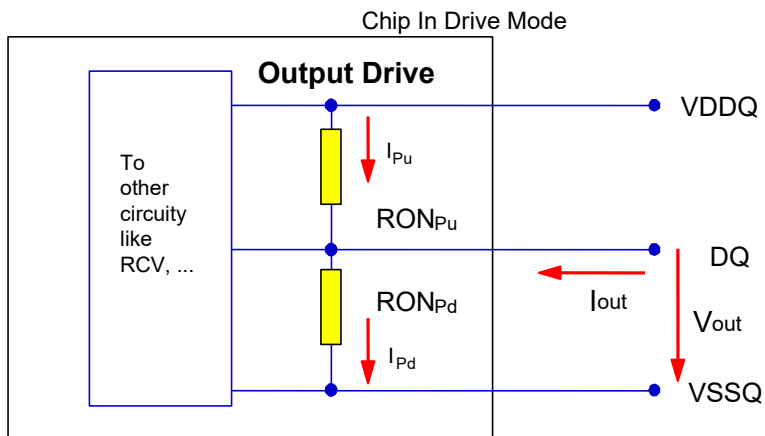 Chip In Drive Mode
Output Drive
VDDQ
To
other
circuity
like
RCV, ...
IPu
RONPu
DQ
RONPd
Iout
Vout
IPd
VSSQ